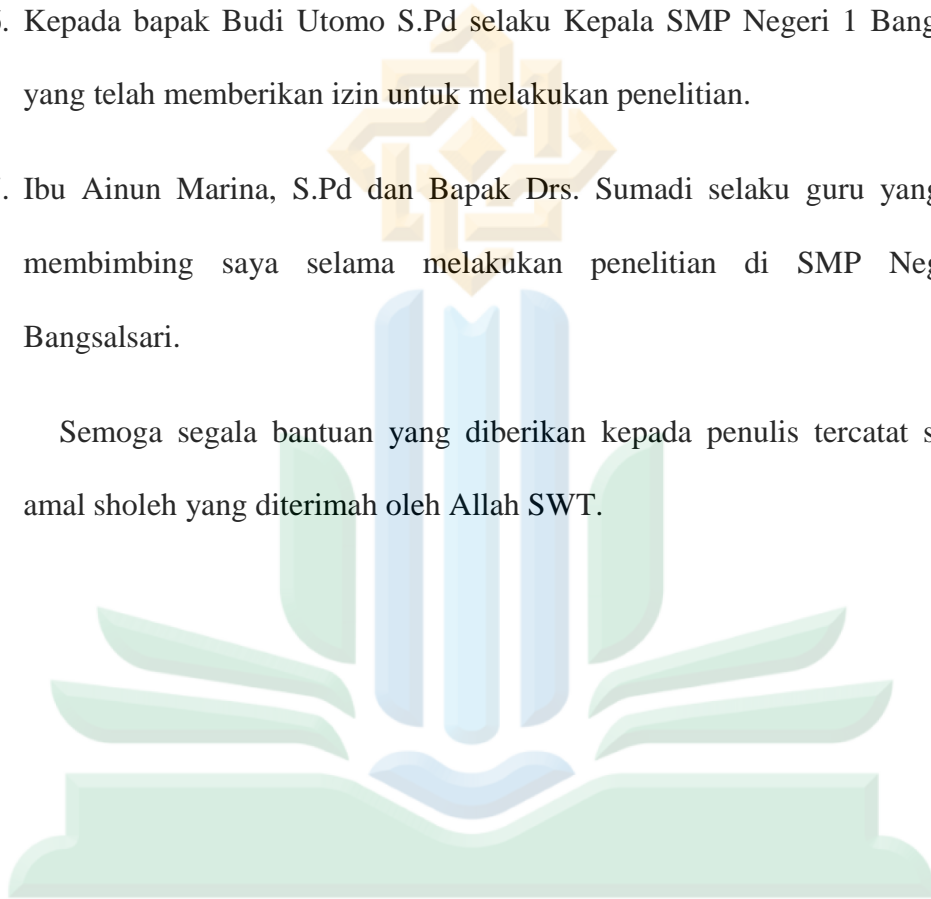 . Kepada bapak Budi Utomo S.Pd selaku Kepala SMP Negeri 1 Bang
yang telah memberikan izin untuk melakukan penelitian.
. Ibu Ainun Marina, S.Pd dan Bapak Drs. Sumadi selaku guru yang
membimbing saya selama melakukan penelitian di SMP Neg
Bangsalsari.
Semoga segala bantuan yang diberikan kepada penulis tercatat s
amal sholeh yang diterimah oleh Allah SWT.